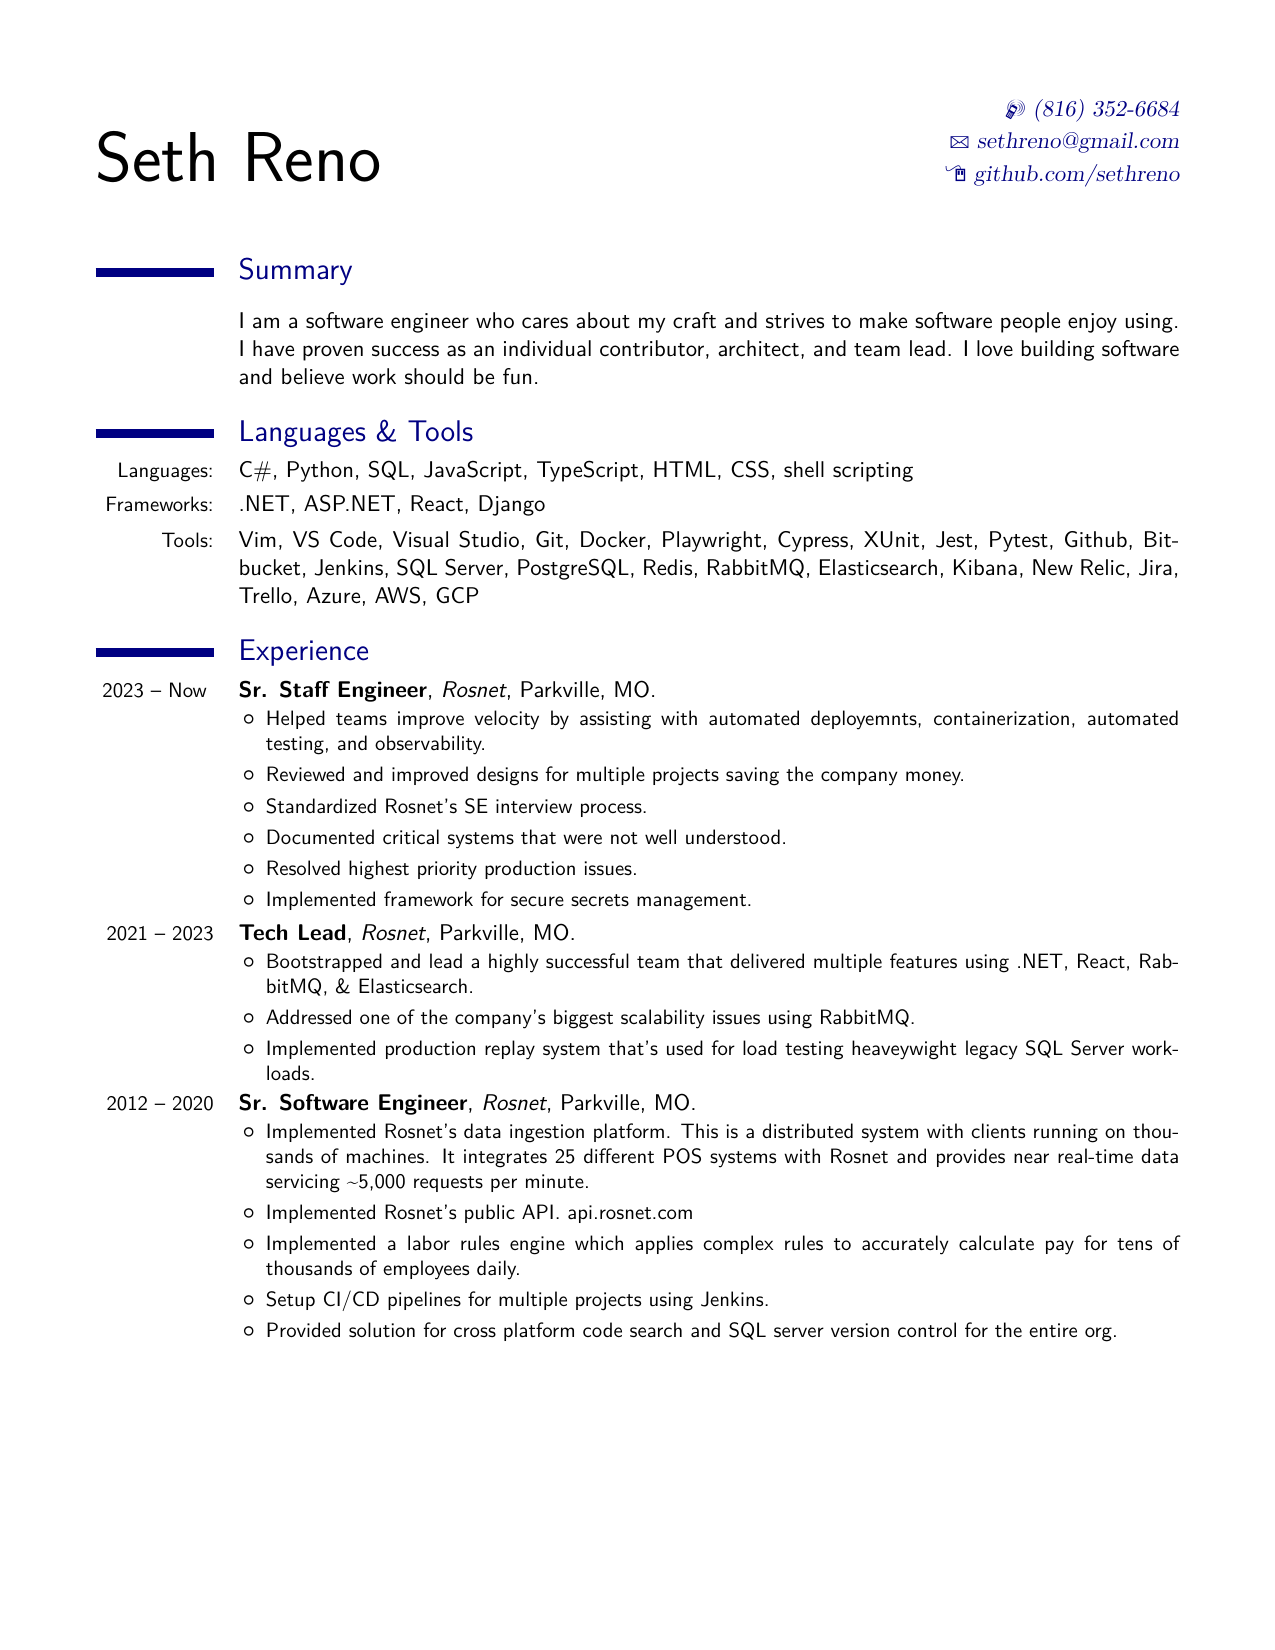 Seth Reno
(816) 352-6684
sethreno@gmail.com
github.com/sethreno
Summary
I am a software engineer who cares about my craft and strives to make software people enjoy using.
I have proven success as an individual contributor, architect, and team lead. I love building software
and believe work should be fun.
Languages & Tools
Languages: C#, Python, SQL, JavaScript, TypeScript, HTML, CSS, shell scripting
Frameworks: .NET, ASP.NET, React, Django
Tools: Vim, VS Code, Visual Studio, Git, Docker, Playwright, Cypress, XUnit, Jest, Pytest, Github, Bit-
bucket, Jenkins, SQL Server, PostgreSQL, Redis, RabbitMQ, Elasticsearch, Kibana, New Relic, Jira,
Trello, Azure, AWS, GCP
Experience
2023 – Now Sr. Staff Engineer, Rosnet, Parkville, MO.
○ Helped teams improve velocity by assisting with automated deployemnts, containerization, automated
testing, and observability.
○ Reviewed and improved designs for multiple projects saving the company money.
○ Standardized Rosnet's SE interview process.
○ Documented critical systems that were not well understood.
○ Resolved highest priority production issues.
○ Implemented framework for secure secrets management.
2021 – 2023 Tech Lead, Rosnet, Parkville, MO.
○ Bootstrapped and lead a highly successful team that delivered multiple features using .NET, React, Rab-
bitMQ, & Elasticsearch.
○ Addressed one of the company's biggest scalability issues using RabbitMQ.
○ Implemented production replay system that's used for load testing heaveywight legacy SQL Server work-
loads.
2012 – 2020 Sr. Software Engineer, Rosnet, Parkville, MO.
○ Implemented Rosnet's data ingestion platform. This is a distributed system with clients running on thou-
sands of machines. It integrates 25 different POS systems with Rosnet and provides near real-time data
servicing ~5,000 requests per minute.
○ Implemented Rosnet's public API. api.rosnet.com
○ Implemented a labor rules engine which applies complex rules to accurately calculate pay for tens of
thousands of employees daily.
○ Setup CI/CD pipelines for multiple projects using Jenkins.
○ Provided solution for cross platform code search and SQL server version control for the entire org.